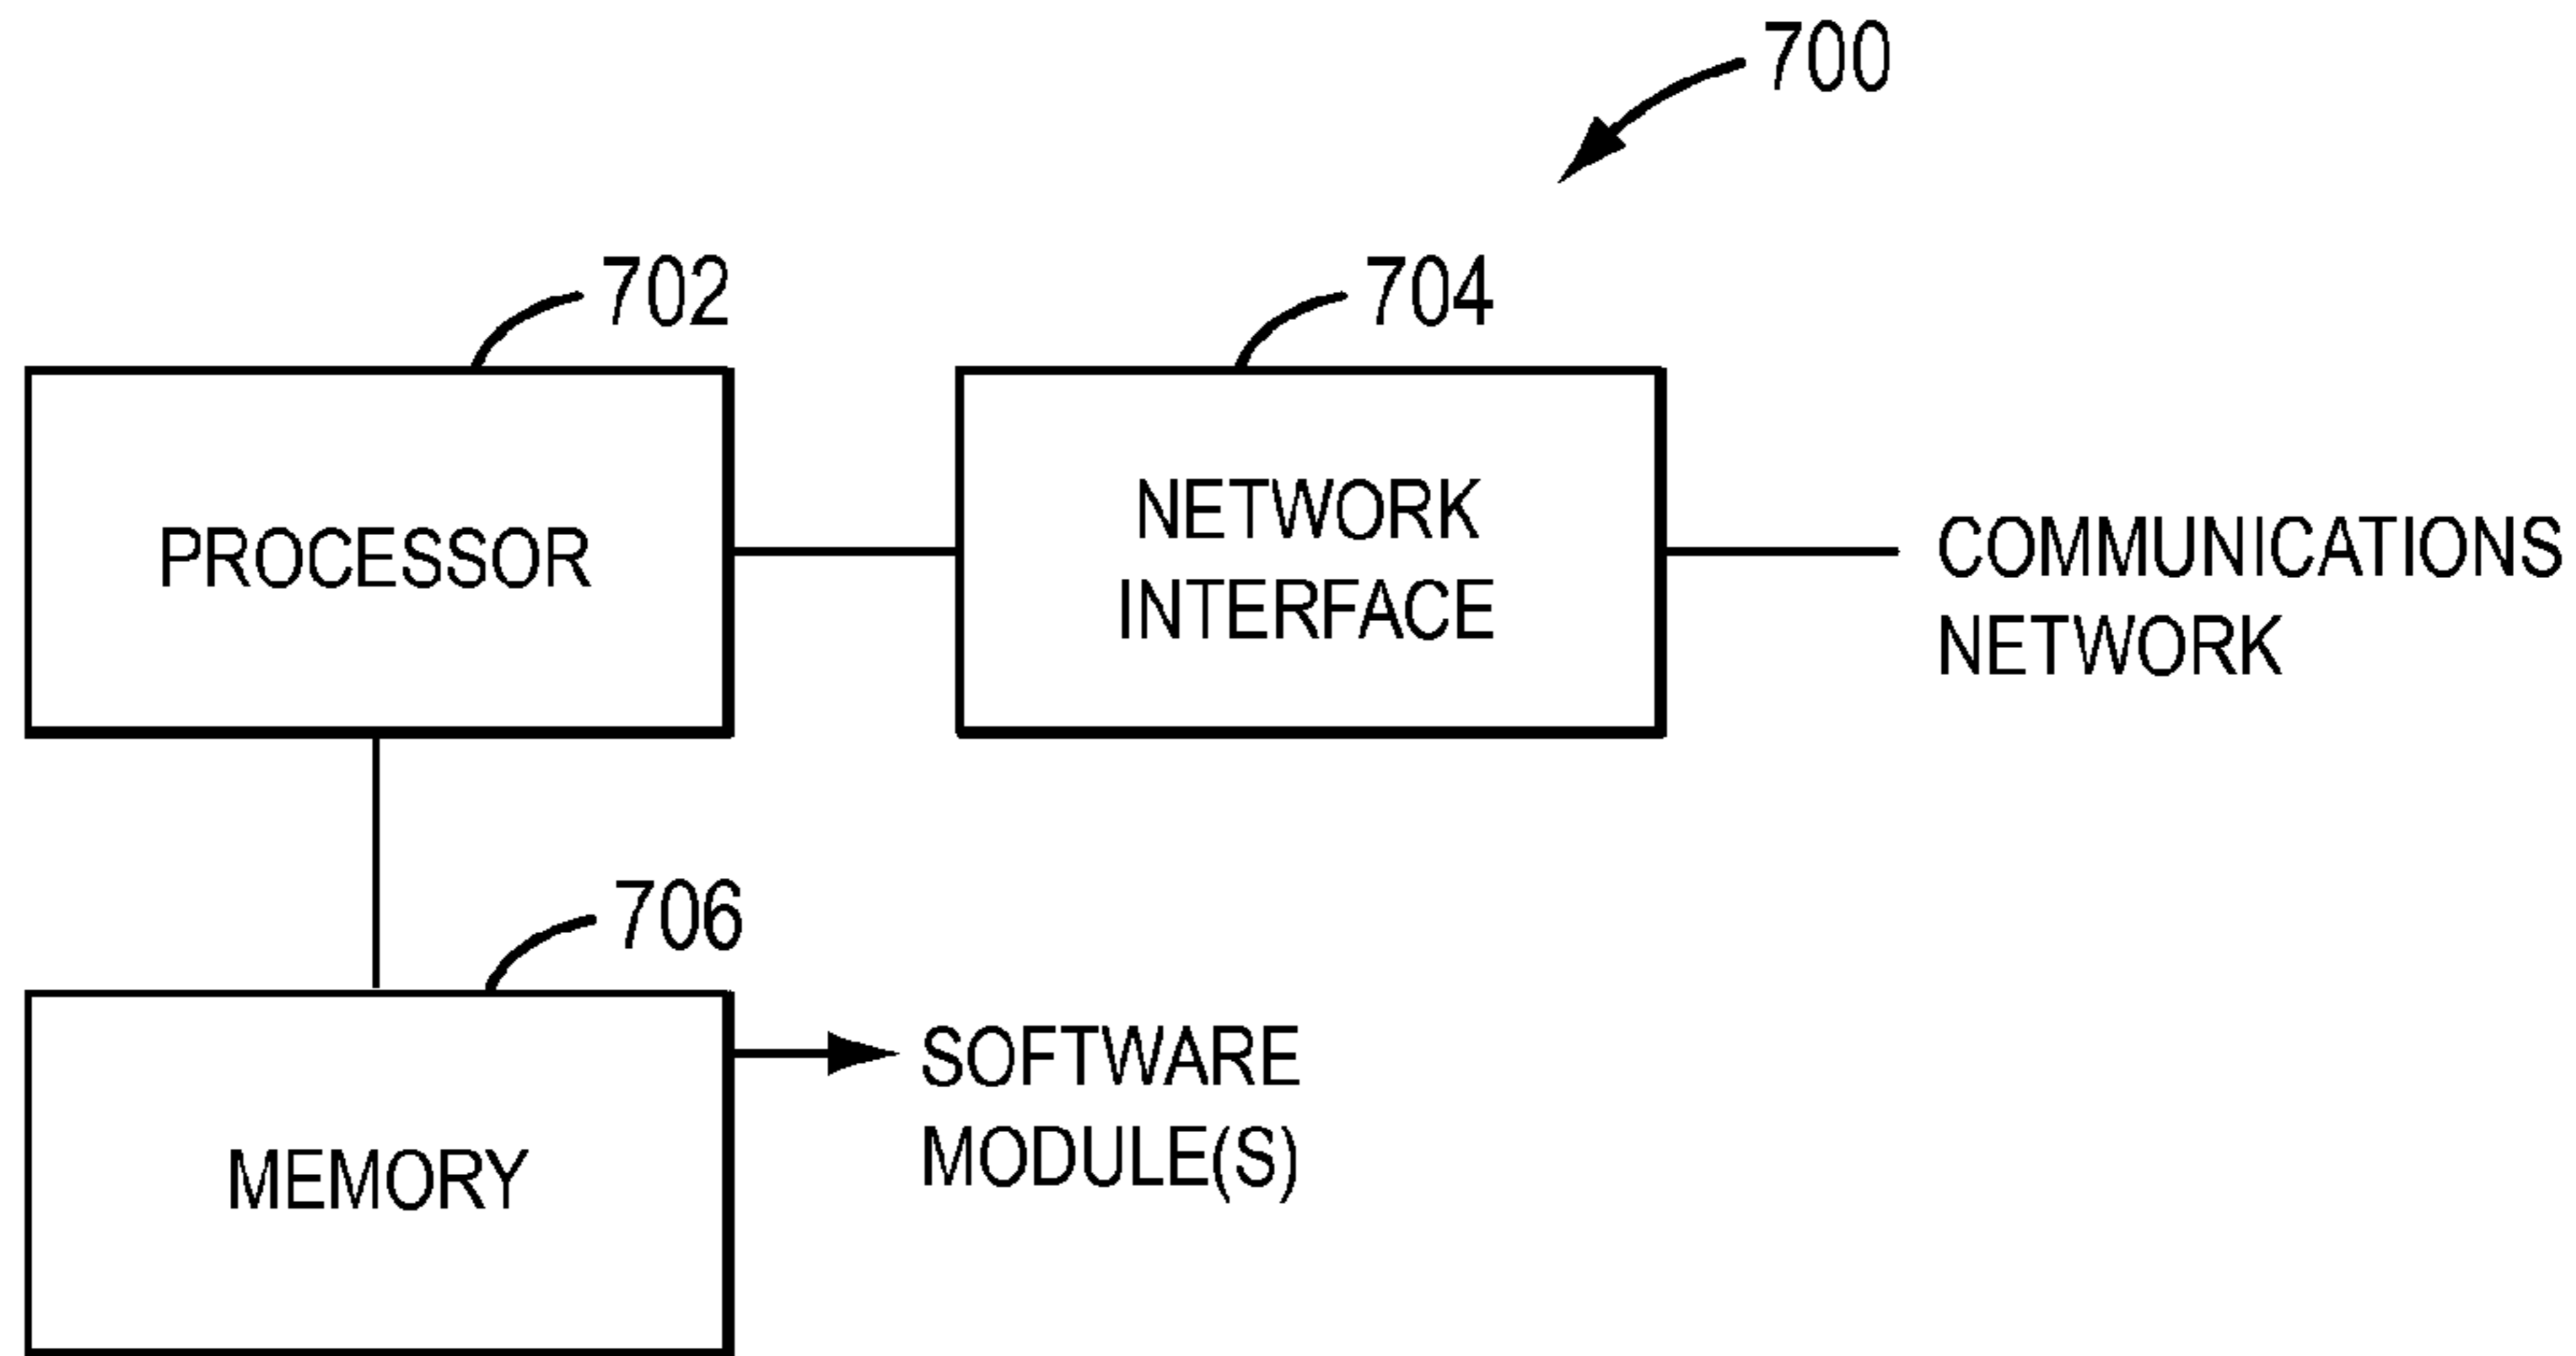 700
702
704
PROCESSOR
NETWORK
INTERFACE
COMMUNICATIONS
NETWORK
706
MEMORY
SOFTWARE
MODULE(S)